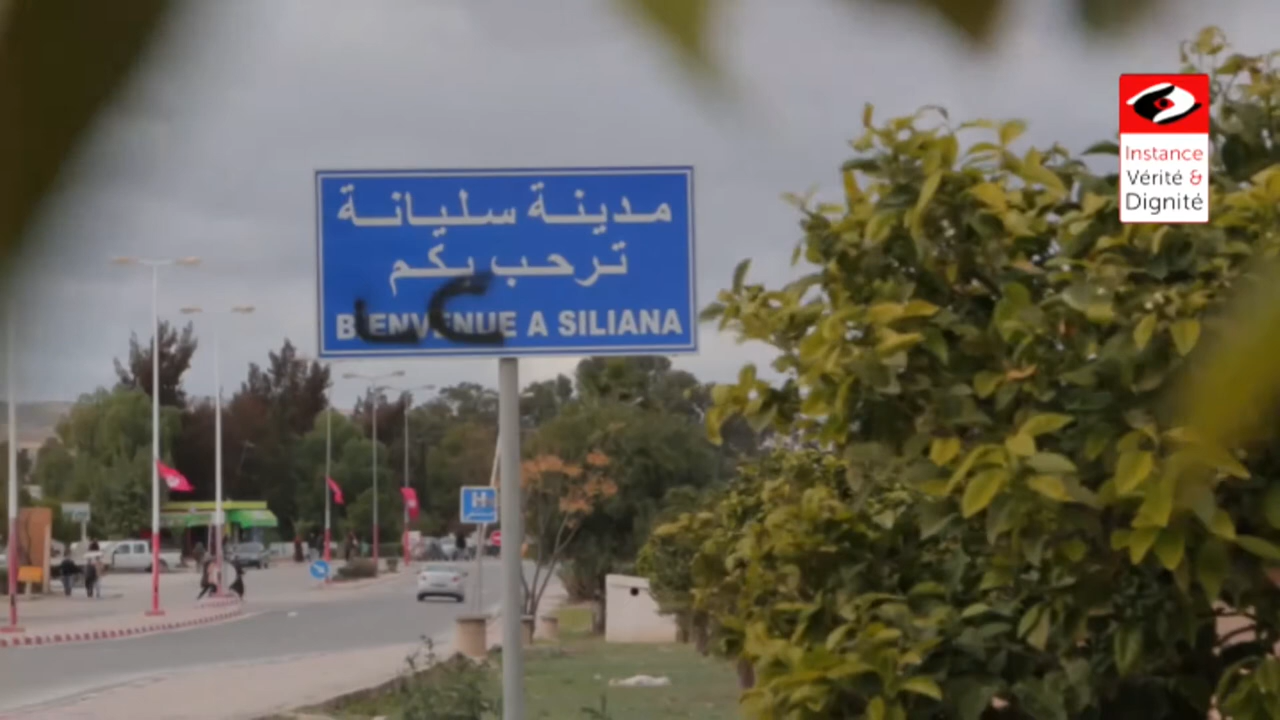 مدينة سليانة
ترحب بكم
BIENVENUE A SILIANA
H
Instance
Vérité &
Dignité